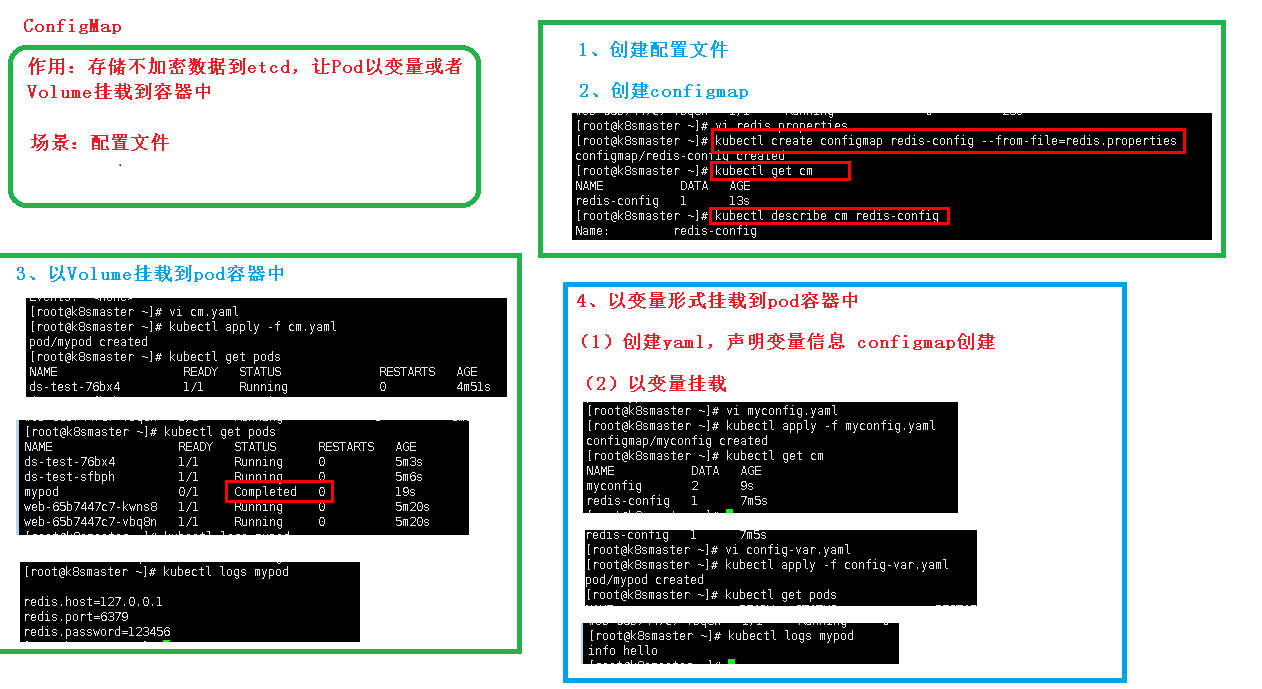 ConfigMap
作用：存储不加密数据到etcd，让Pod以变量或者
Volume挂载到容器中
场景：配置文件
1、创建配置文件
2、创建configmap
[root@k8smaster ~]# vi redis.properties
[root@k8smaster ~]# kubectl create configmap redis-config --from-file=redis.properties
configmap/redis-config created
[root@k8smaster ~]# kubectl get cm
NAME DATA AGE
redis-config 1 13s
[root@k8smaster ~]# kubectl describe cm redis-config
Name: redis-config
3、以Volume挂载到pod容器中
Events: <none>
[root@k8smaster ~]# vi cm.yaml
[root@k8smaster ~]# kubectl apply -f cm.yaml
pod/mypod created
[root@k8smaster ~]# kubectl get pods
NAME READY STATUS RESTARTS AGE
ds-test-76bx4 1/1 Running 0 4m51s
[root@k8smaster ~]# kubectl get pods
NAME READY STATUS RESTARTS AGE
ds-test-76bx4 1/1 Running 0 5m3s
ds-test-sfbph 1/1 Running 0 5m6s
mypod 0/1 Completed 0 19s
web-65b7447c7-kwns8 1/1 Running 0 5m20s
web-65b7447c7-vbq8n 1/1 Running 0 5m20s
[root@k8smaster ~]# kubectl logs mypod
[root@k8smaster ~]# kubectl logs mypod
redis.host=127.0.0.1
redis.port=6379
redis.password=123456
4、以变量形式挂载到pod容器中
（1）创建yaml，声明变量信息 configmap创建
（2）以变量挂载
[root@k8smaster ~]# vi myconfig.yaml
[root@k8smaster ~]# kubectl apply -f myconfig.yaml
configmap/myconfig created
[root@k8smaster ~]# kubectl get cm
NAME DATA AGE
myconfig 2 9s
redis-config 1 7m5s
redis-config 1 7m5s
[root@k8smaster ~]# vi config-var.yaml
[root@k8smaster ~]# kubectl apply -f config-var.yaml
pod/mypod created
[root@k8smaster ~]# kubectl get pods
[root@k8smaster ~]# kubectl logs mypod
info hello